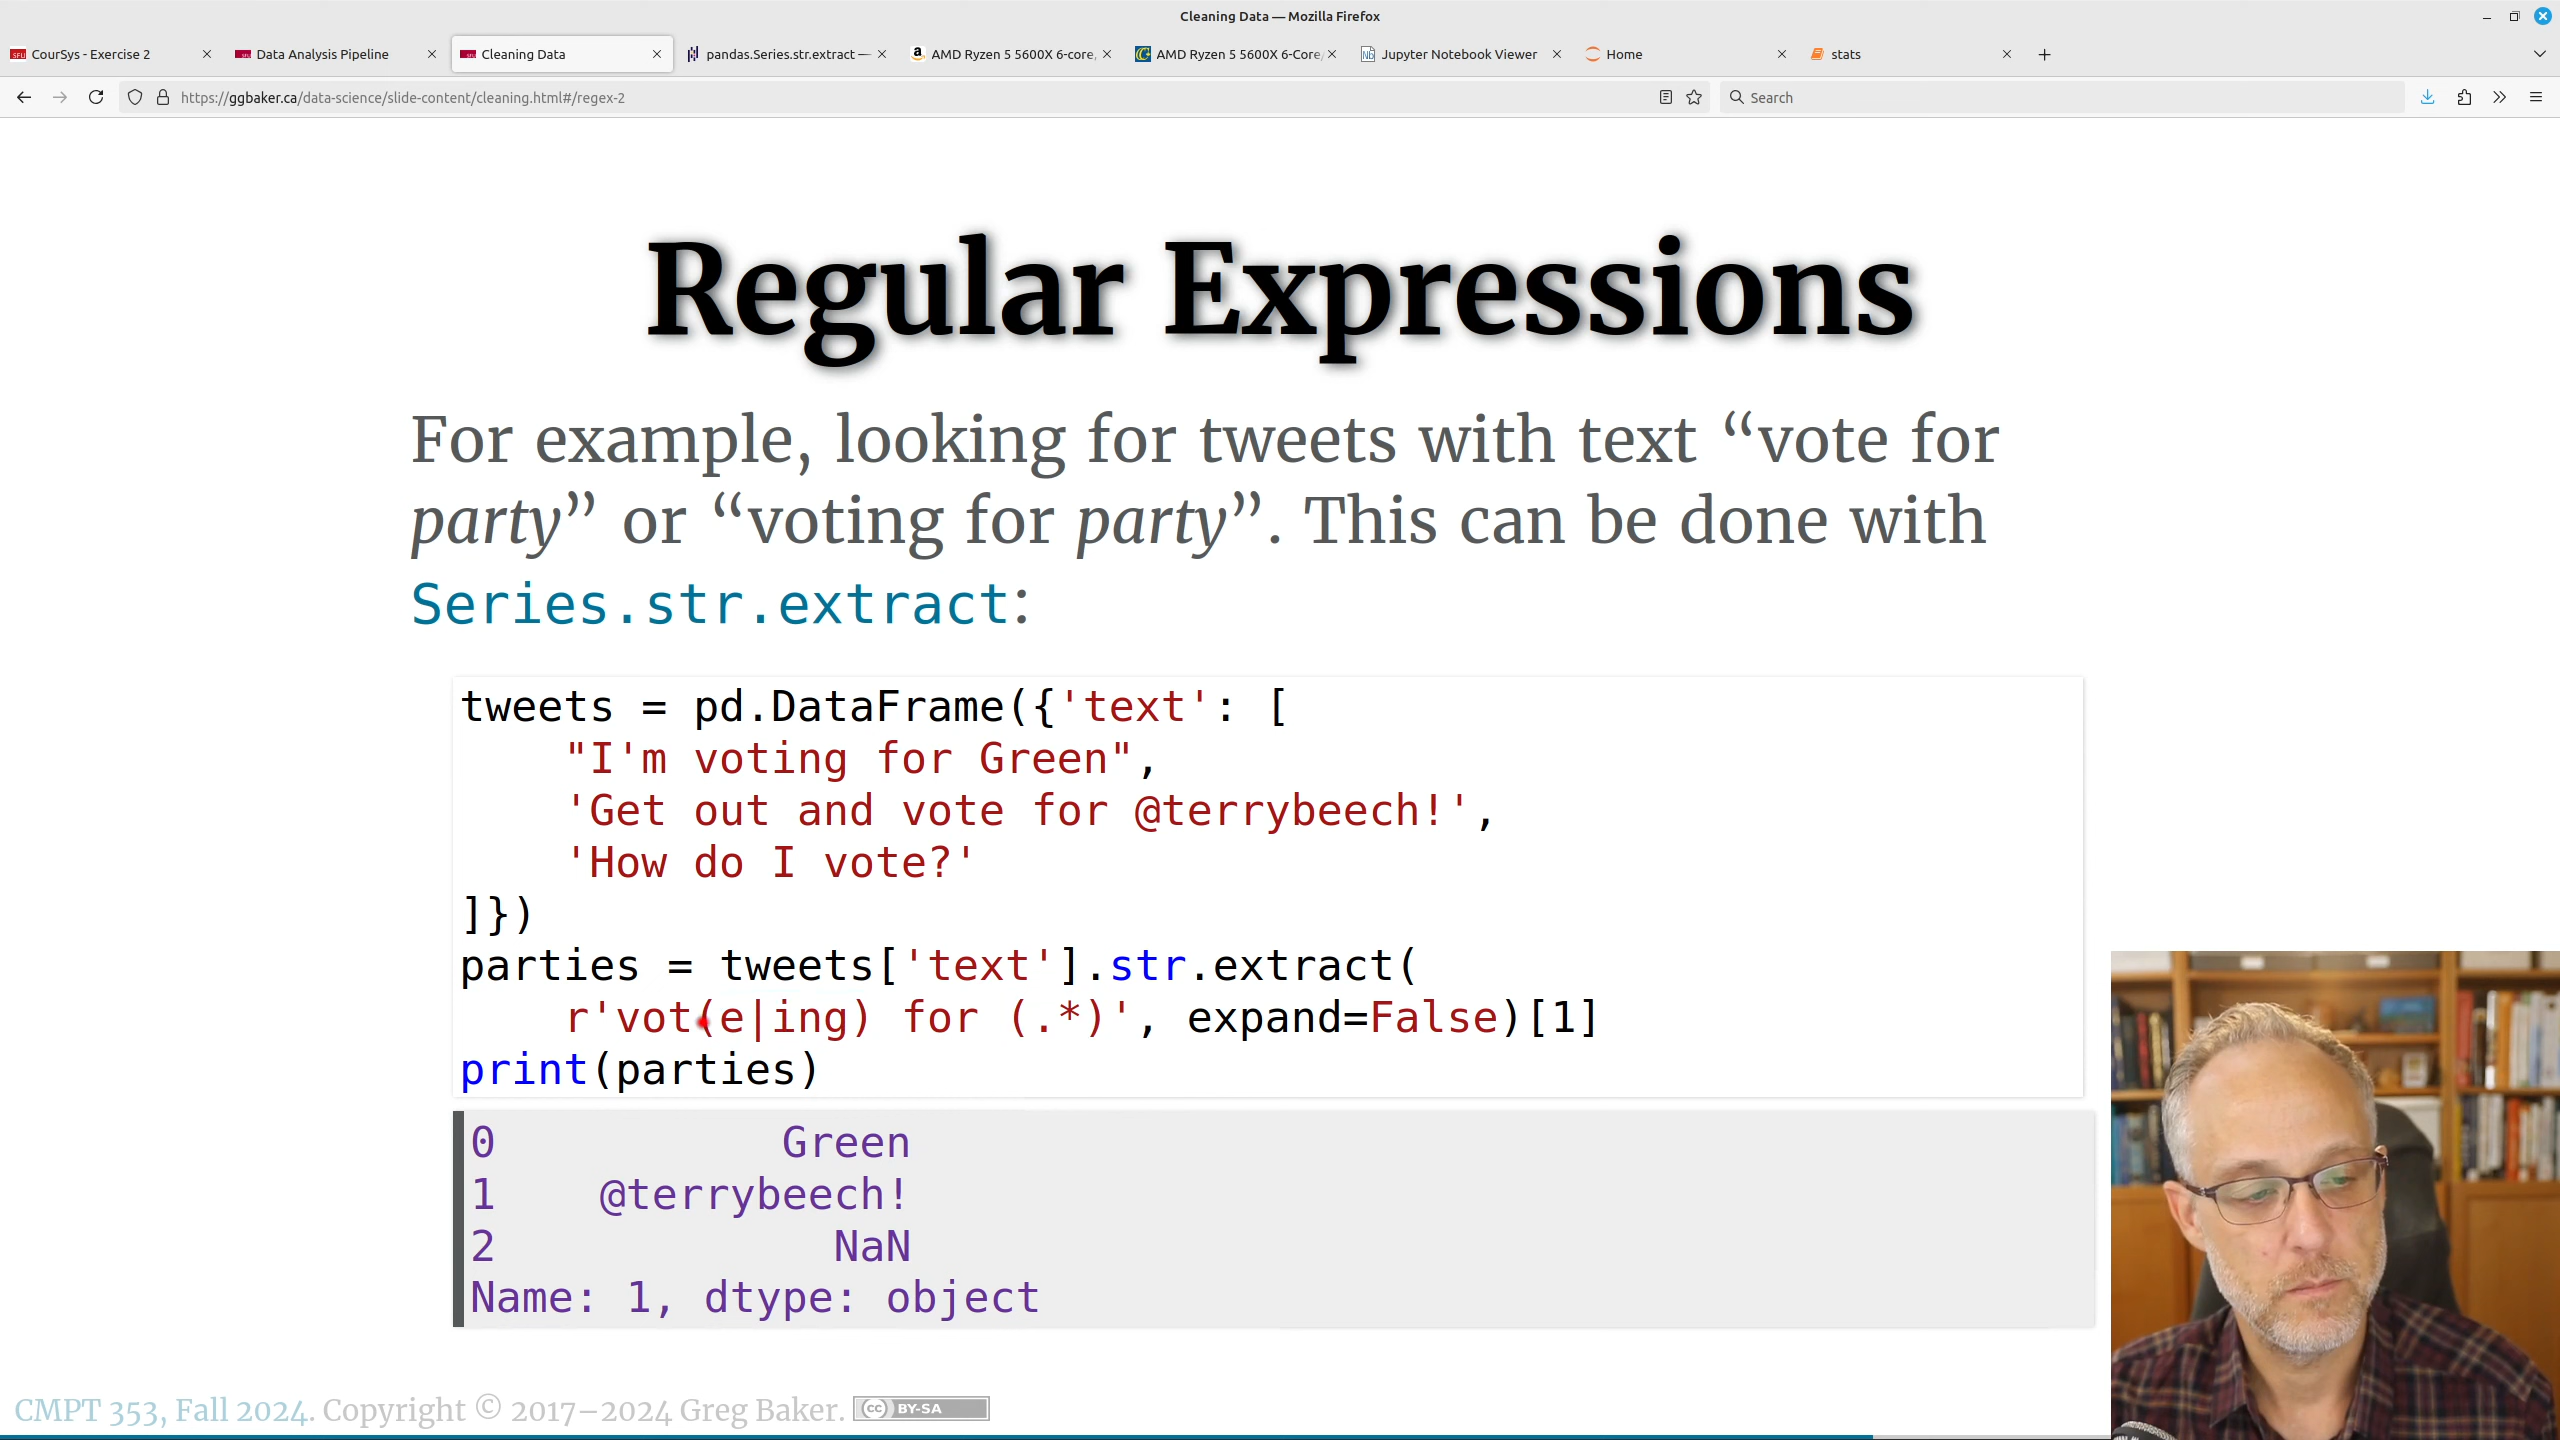 Cleaning Data — Mozilla Firefox
CourSys - Exercise 2
Data Analysis Pipeline
Cleaning Data
pandas.Series.str.extract —
AMD Ryzen 5 5600X 6-core,
AMD Ryzen 5 5600X 6-Core/
Jupyter Notebook Viewer
Home
stats
https://ggbaker.ca/data-science/slide-content/cleaning.html#/regex-2
Search
Regular Expressions
For example, looking for tweets with text “vote for
party” or “voting for party”. This can be done with
Series.str.extract:
tweets = pd.DataFrame({'text': [
    "I'm voting for Green",
    'Get out and vote for @terrybeech!',
    'How do I vote?'
]})
parties = tweets['text'].str.extract(
    r'vot(e|ing) for (.*)', expand=False)[1]
print(parties)
0           Green
1    @terrybeech!
2             NaN
Name: 1, dtype: object
CMPT 353, Fall 2024. Copyright © 2017–2024 Greg Baker.
cc BY-SA